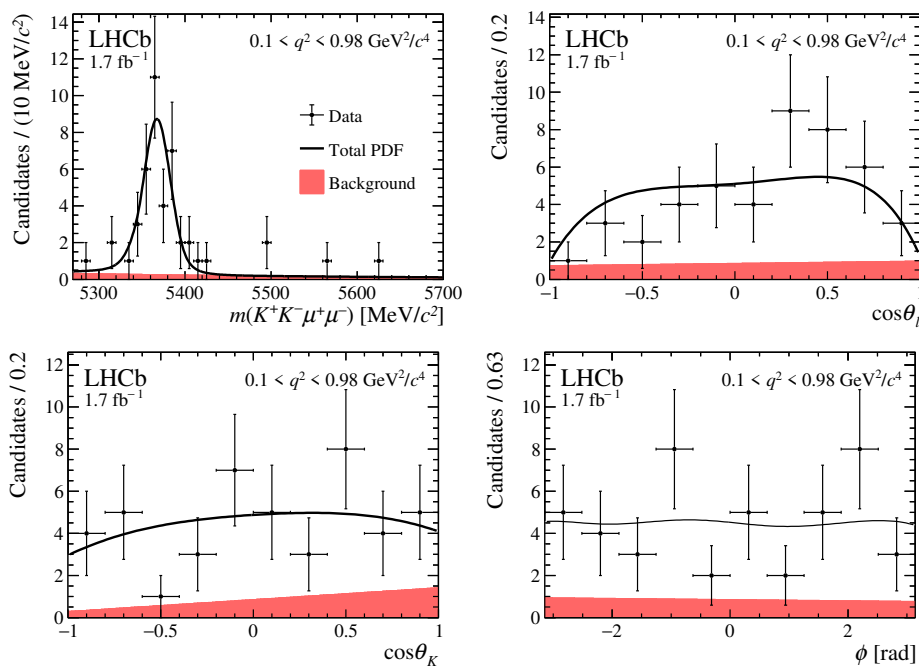 LHCb
1.7 fb⁻¹
0.1 < q² < 0.98 GeV²/c⁴
Data
Total PDF
Background
Candidates / (10 MeV/c²)
14
12
10
8
6
4
2
0
5300 5400 5500 5600 5700
m(K⁺K⁻μ⁺μ⁻) [MeV/c²]
LHCb
1.7 fb⁻¹
0.1 < q² < 0.98 GeV²/c⁴
Candidates / 0.2
12
10
8
6
4
2
0
−1 −0.5 0 0.5
cosθ_l
LHCb
1.7 fb⁻¹
0.1 < q² < 0.98 GeV²/c⁴
Candidates / 0.2
12
10
8
6
4
2
0
−1 −0.5 0 0.5 1
cosθ_K
LHCb
1.7 fb⁻¹
0.1 < q² < 0.98 GeV²/c⁴
Candidates / 0.63
12
10
8
6
4
2
0
−2 0 2
ϕ [rad]